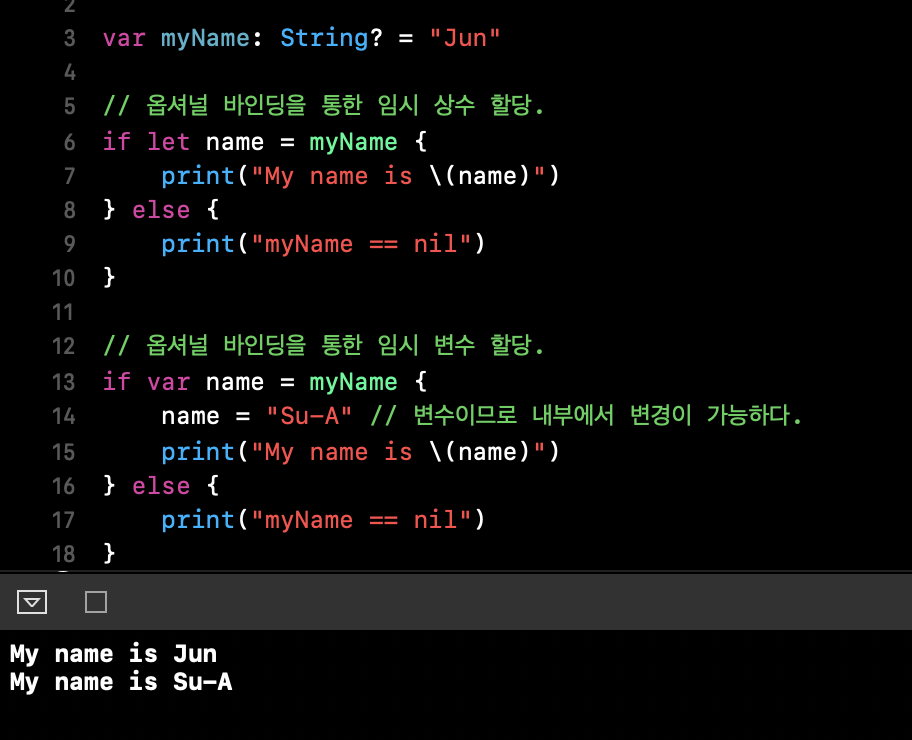 2
3 var myName: String? = "Jun"
4
5 // 옵셔널 바인딩을 통한 임시 상수 할당.
6 if let name = myName {
7     print("My name is \(name)")
8 } else {
9     print("myName == nil")
10 }
11
12 // 옵셔널 바인딩을 통한 임시 변수 할당.
13 if var name = myName {
14     name = "Su-A" // 변수이므로 내부에서 변경이 가능하다.
15     print("My name is \(name)")
16 } else {
17     print("myName == nil")
18 }
My name is Jun
My name is Su-A